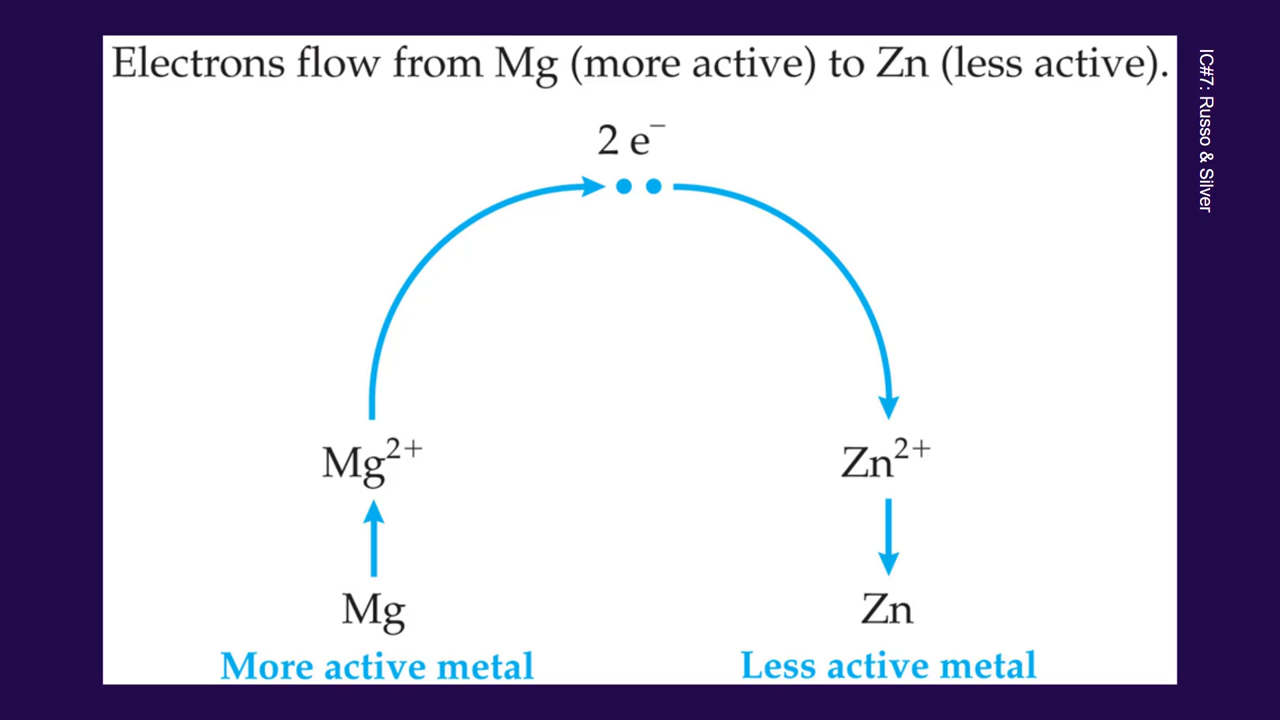 Electrons flow from Mg (more active) to Zn (less active).
2 e⁻
Mg²⁺
Zn²⁺
Mg
Zn
More active metal
Less active metal
IC#7: Russo & Silver